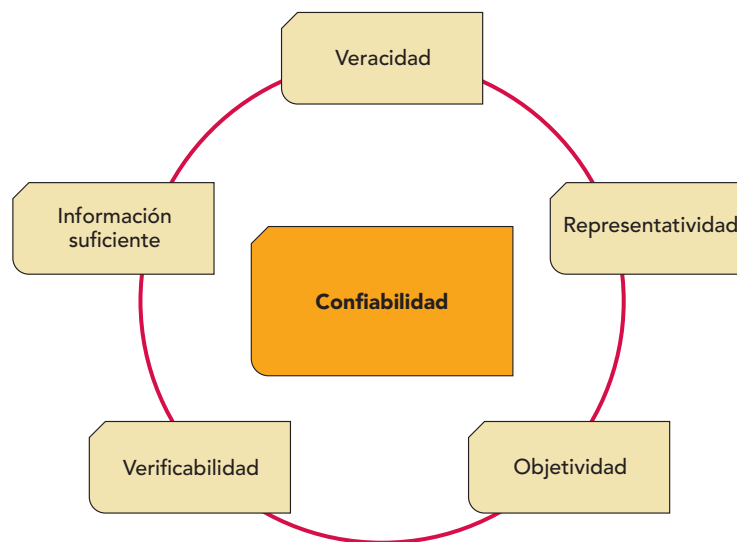 Veracidad
Información
suficiente
Representatividad
Confiabilidad
Verificabilidad
Objetividad